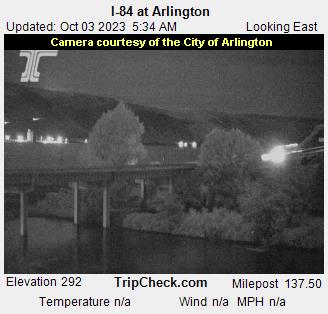 I-84 at Arlington
Updated: Oct 03 2023 5:34 AM Looking East
Camera courtesy of the City of Arlington
Elevation 292 TripCheck.com Milepost 137.50
Temperature n/a Wind n/a MPH n/a